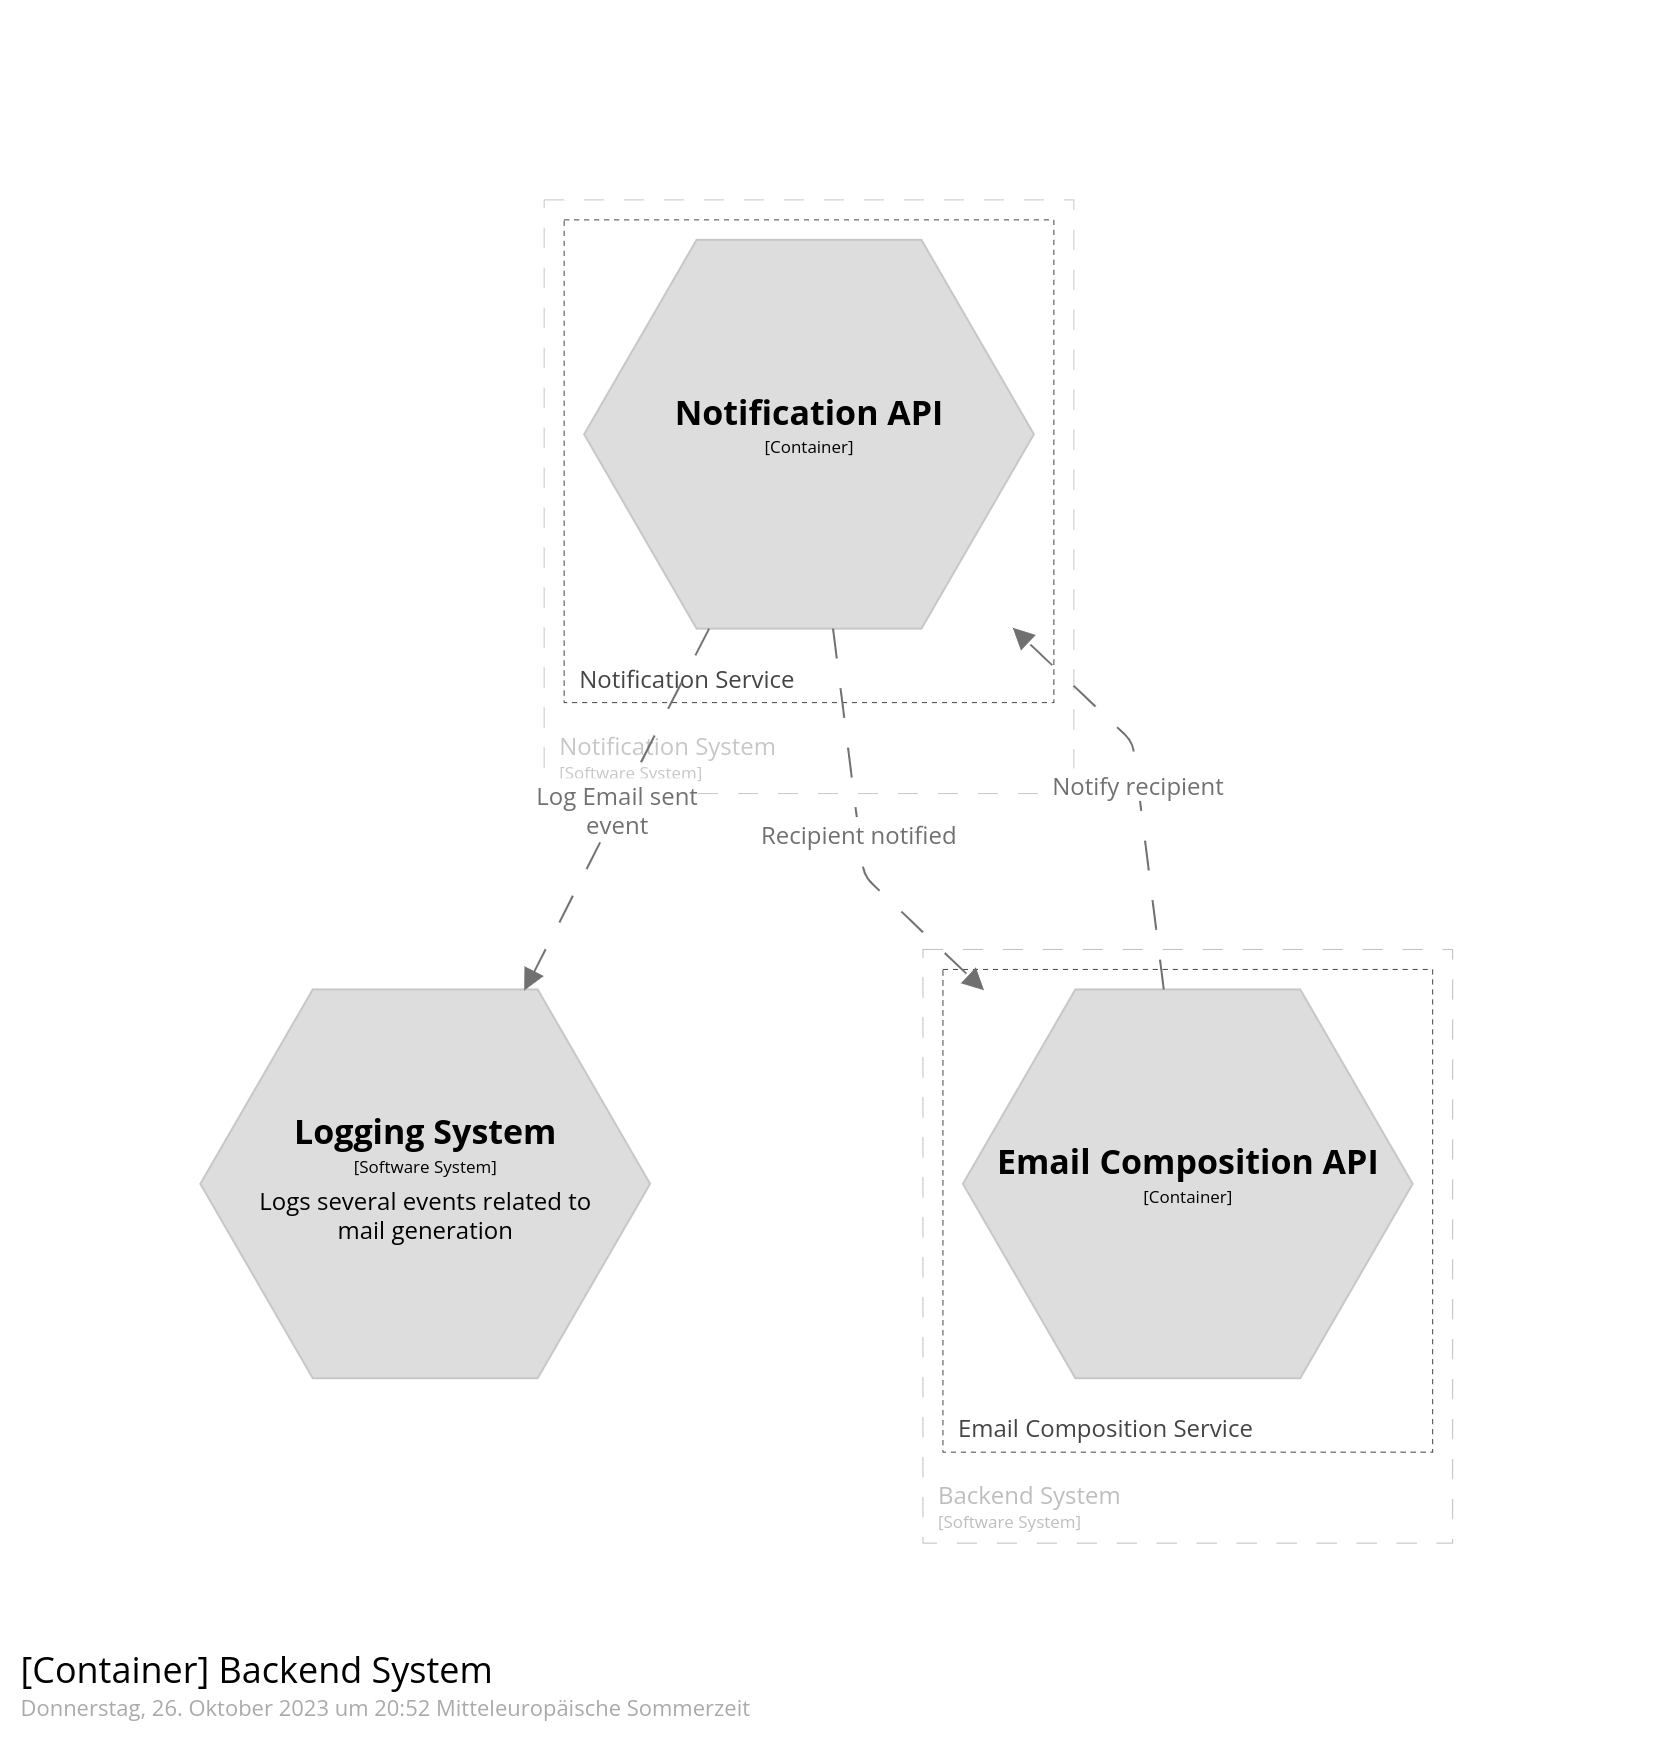 Notification API
[Container]
Notification Service
Notification System
[Software System]
Log Email sent
event
Recipient notified
Notify recipient
Logging System
[Software System]
Logs several events related to
mail generation
Email Composition API
[Container]
Email Composition Service
Backend System
[Software System]
[Container] Backend System
Donnerstag, 26. Oktober 2023 um 20:52 Mitteleuropäische Sommerzeit